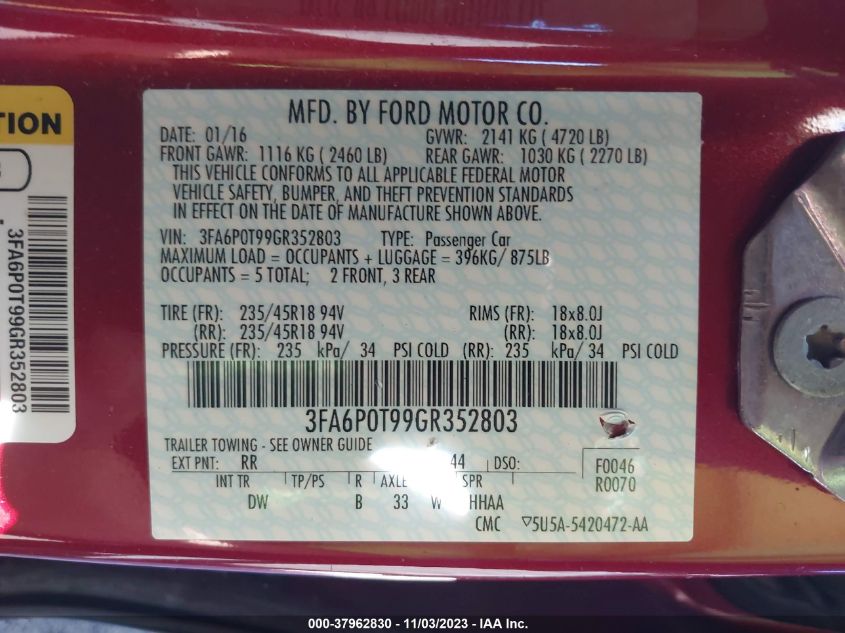 TION
3FA6P0T99GR352803
MFD. BY FORD MOTOR CO.
DATE: 01/16 GVWR: 2141 KG ( 4720 LB)
FRONT GAWR: 1116 KG ( 2460 LB) REAR GAWR: 1030 KG ( 2270 LB)
THIS VEHICLE CONFORMS TO ALL APPLICABLE FEDERAL MOTOR
VEHICLE SAFETY, BUMPER, AND THEFT PREVENTION STANDARDS
IN EFFECT ON THE DATE OF MANUFACTURE SHOWN ABOVE.
VIN: 3FA6P0T99GR352803 TYPE: Passenger Car
MAXIMUM LOAD = OCCUPANTS + LUGGAGE = 396KG/ 875LB
OCCUPANTS = 5 TOTAL; 2 FRONT, 3 REAR
TIRE (FR): 235/45R18 94V RIMS (FR): 18x8.0J
(RR): 235/45R18 94V (RR): 18x8.0J
PRESSURE (FR): 235 kPa/ 34 PSI COLD (RR): 235 kPa/ 34 PSI COLD
3FA6P0T99GR352803
TRAILER TOWING - SEE OWNER GUIDE
EXT PNT: RR 44 DSO: F0046
INT TR TP/PS R AXLE SPR R0070
DW B 33 W HHAA
CMC ▽5U5A-5420472-AA
000-37962830 - 11/03/2023 - IAA Inc.